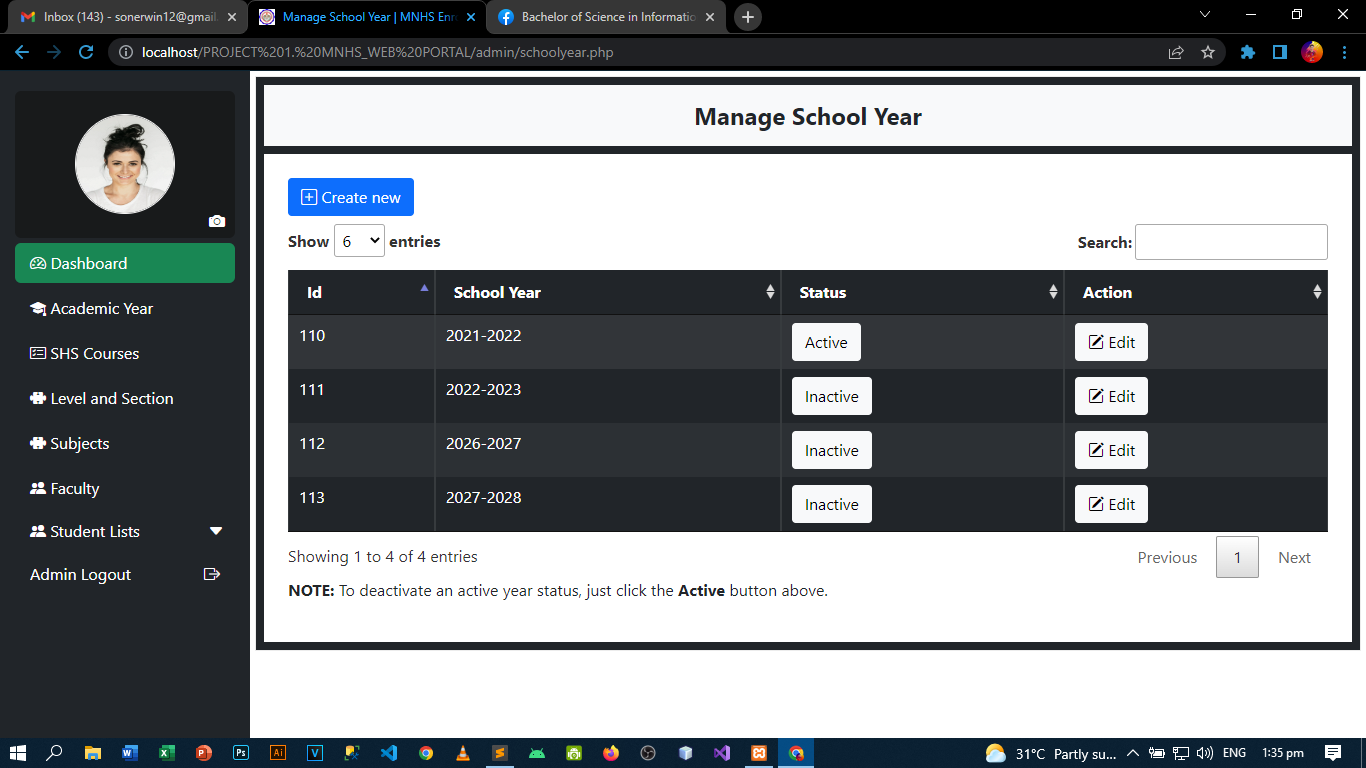 Inbox (143) - sonerwin12@gmail
Manage School Year | MNHS Enr
Bachelor of Science in Informatio
localhost/PROJECT%201.%20MNHS_WEB%20PORTAL/admin/schoolyear.php
Manage School Year
Create new
Show 6 entries
Search:
Id School Year Status Action
110 2021-2022 Active Edit
111 2022-2023 Inactive Edit
112 2026-2027 Inactive Edit
113 2027-2028 Inactive Edit
Showing 1 to 4 of 4 entries
Previous 1 Next
NOTE: To deactivate an active year status, just click the Active button above.
Dashboard
Academic Year
SHS Courses
Level and Section
Subjects
Faculty
Student Lists
Admin Logout
31°C Partly su... ENG 1:35 pm